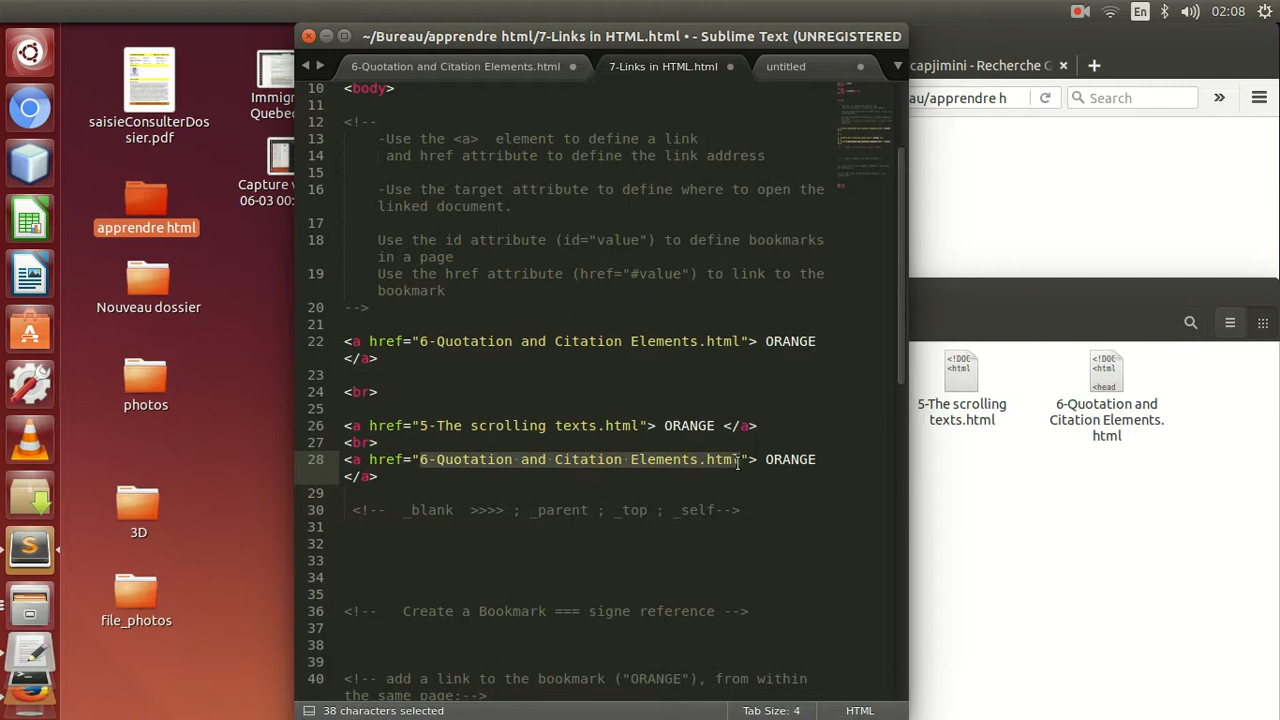 En
02:08
~/Bureau/apprendre html/7-Links in HTML.html • - Sublime Text (UNREGISTERED
6-Quotation and Citation Elements.html
7-Links in HTML.html
untitled
capjimini - Recherche
au/apprendre h
Search
saisieConsulterDos
sier.pdf
Immig
Quebec
Capture
06-03 00:
apprendre html
Nouveau dossier
photos
3D
file_photos
10 <body>
11
12 <!--
13 -Use the <a>  element to define a link
14 and href attribute to define the link address
15
16 -Use the target attribute to define where to open the
linked document.
17
18 Use the id attribute (id="value") to define bookmarks
in a page
19 Use the href attribute (href="#value") to link to the
bookmark
20 -->
21
22 <a href="6-Quotation and Citation Elements.html"> ORANGE
</a>
23
24 <br>
25
26 <a href="5-The scrolling texts.html"> ORANGE </a>
27 <br>
28 <a href="6-Quotation and Citation Elements.html"> ORANGE
</a>
29
30 <!--  _blank  >>>> ; _parent ; _top ; _self-->
31
32
33
34
35
36 <!--   Create a Bookmark === signe reference -->
37
38
39
40 <!-- add a link to the bookmark ("ORANGE"), from within
the same page:-->
5-The scrolling
texts.html
6-Quotation and
Citation Elements.
html
38 characters selected
Tab Size: 4
HTML